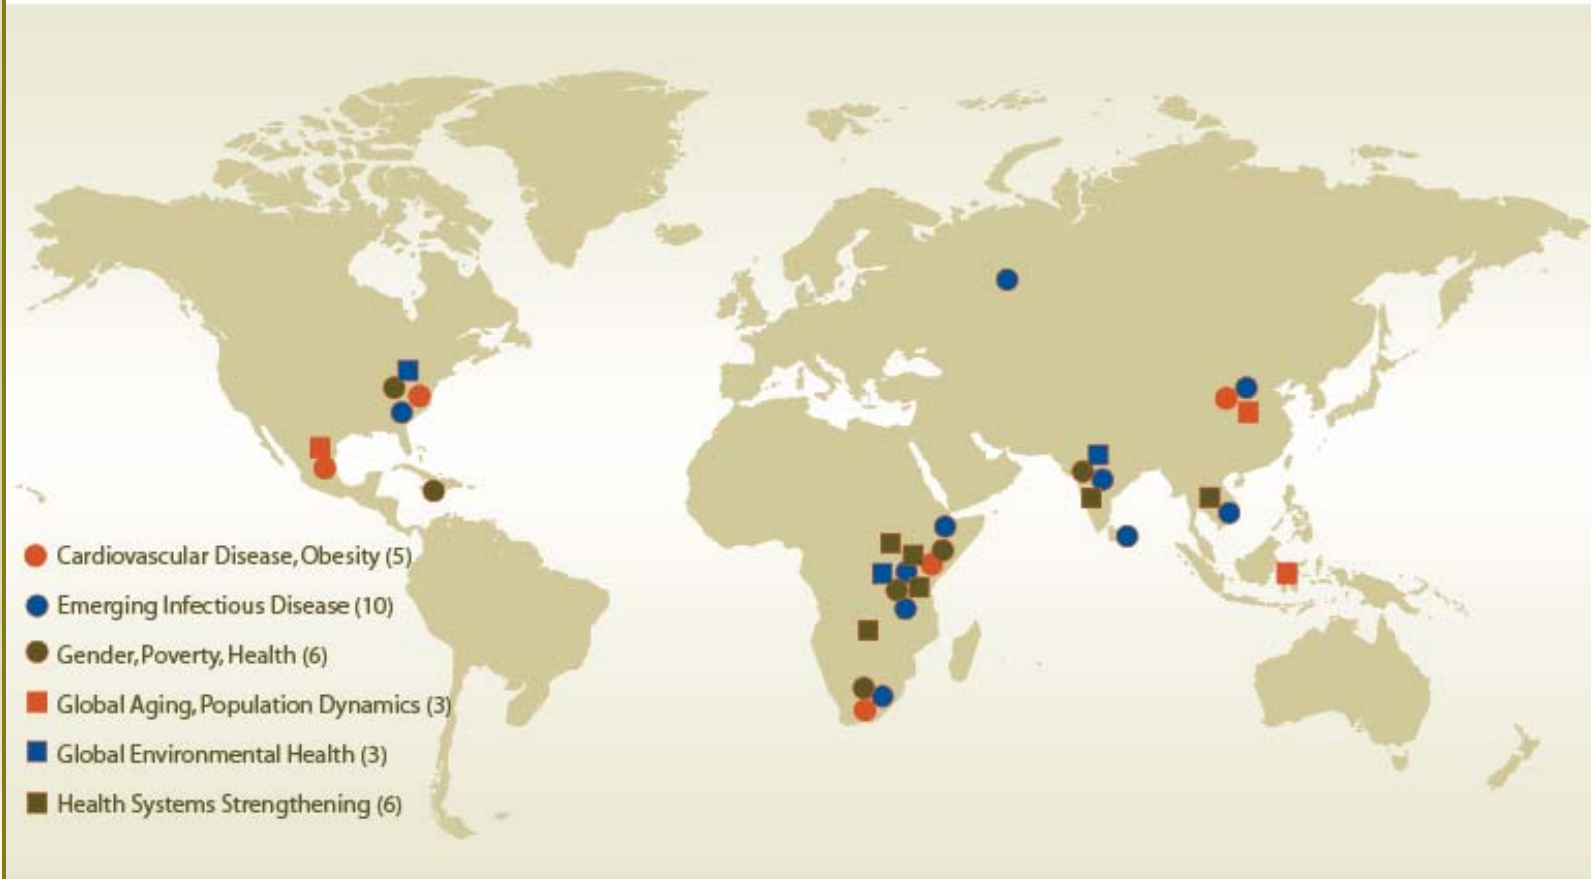 Cardiovascular Disease, Obesity (5)
Emerging Infectious Disease (10)
Gender, Poverty, Health (6)
Global Aging, Population Dynamics (3)
Global Environmental Health (3)
Health Systems Strengthening (6)